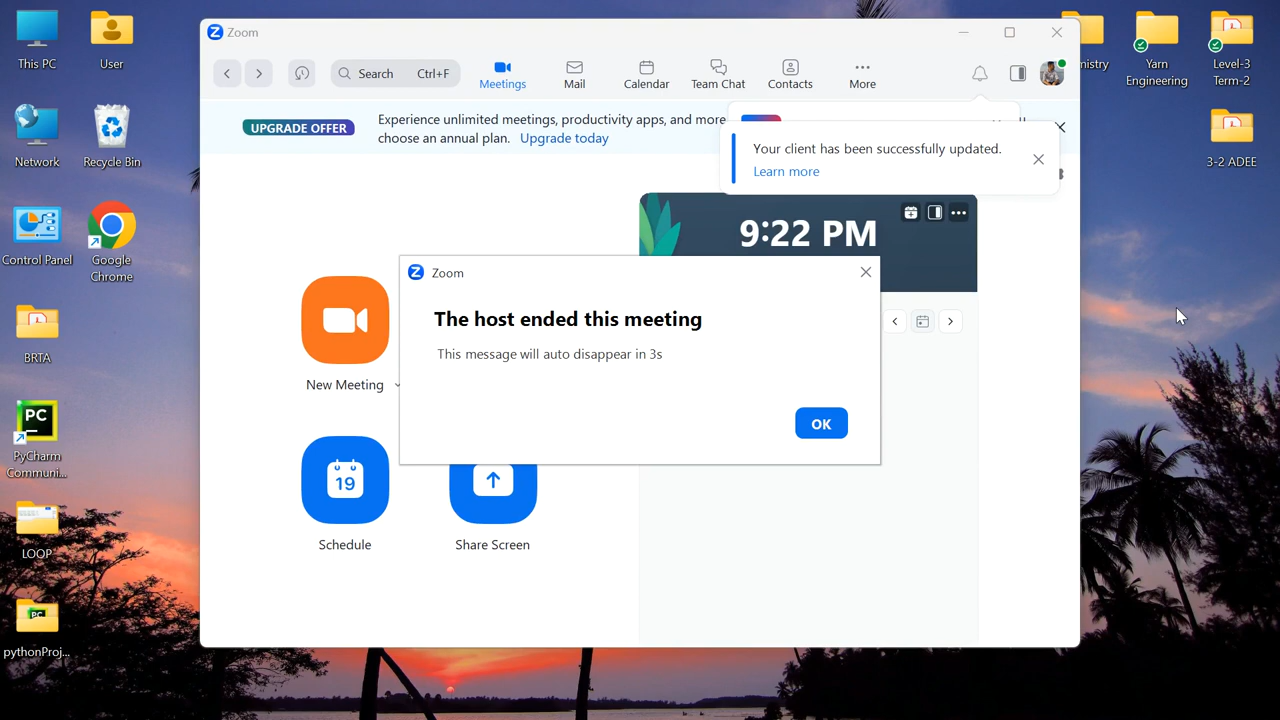 This PC
User
Network
Recycle Bin
Control Panel
Google
Chrome
BRTA
PC
PyCharm
Communi...
LOOP
PC
pythonProj...
Zoom
Search Ctrl+F
Meetings
Mail
Calendar
Team Chat
Contacts
More
UPGRADE OFFER
Experience unlimited meetings, productivity apps, and more
choose an annual plan. Upgrade today
Your client has been successfully updated.
Learn more
9:22 PM
New Meeting
19
Schedule
Share Screen
Zoom
The host ended this meeting
This message will auto disappear in 3s
OK
Yarn
Engineering
Level-3
Term-2
3-2 ADEE